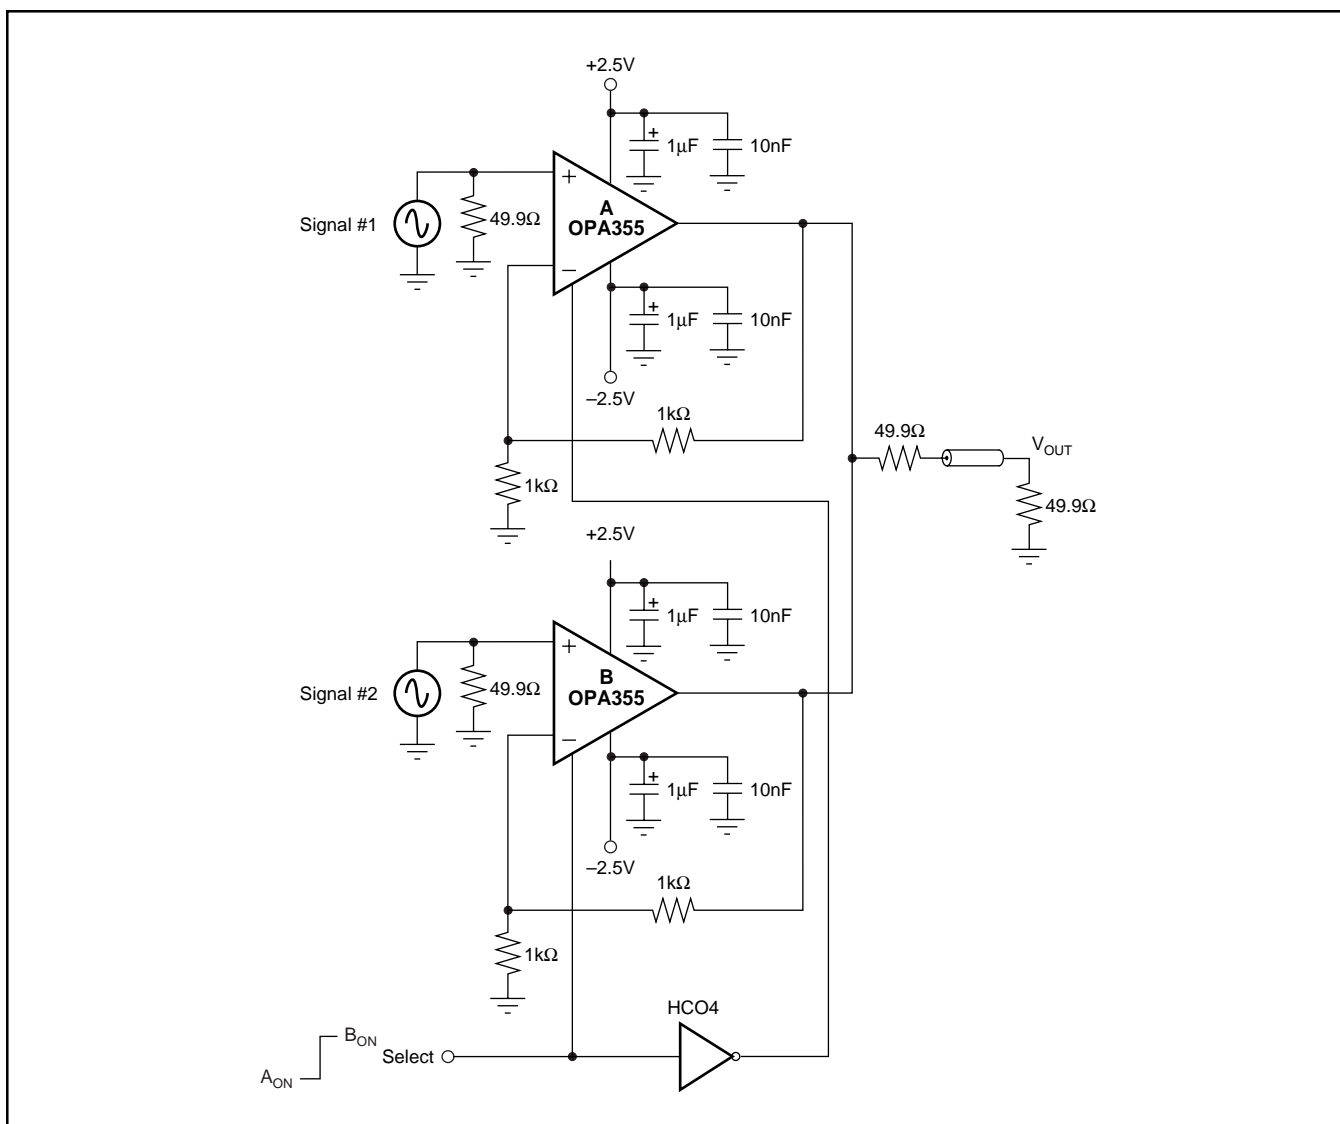 +2.5V
+
1µF
10nF
+
A
OPA355
Signal #1
49.9Ω
–
+
1µF
10nF
–2.5V
1kΩ
49.9Ω
VOUT
1kΩ
49.9Ω
+2.5V
+
1µF
10nF
+
B
OPA355
Signal #2
49.9Ω
–
+
1µF
10nF
–2.5V
1kΩ
1kΩ
HCO4
BON
Select
AON